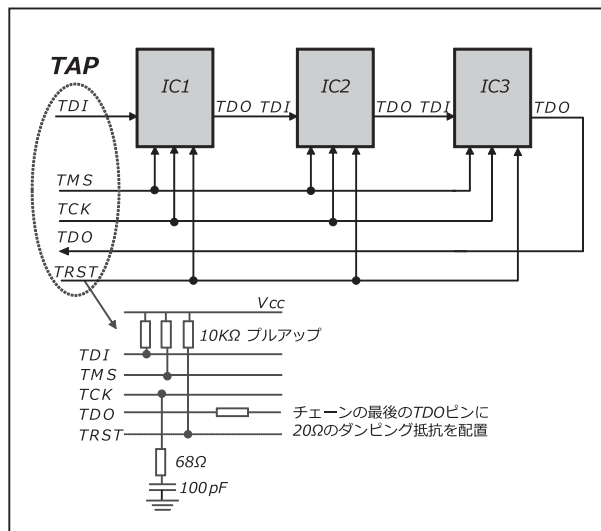 TAP
IC1
IC2
IC3
TDI
TDO TDI
TDO TDI
TDO
TMS
TCK
TDO
TRST
Vcc
10KΩ プルアップ
TDI
TMS
TCK
TDO
TRST
チェーンの最後のTDOピンに
20Ωのダンピング抵抗を配置
68Ω
100pF